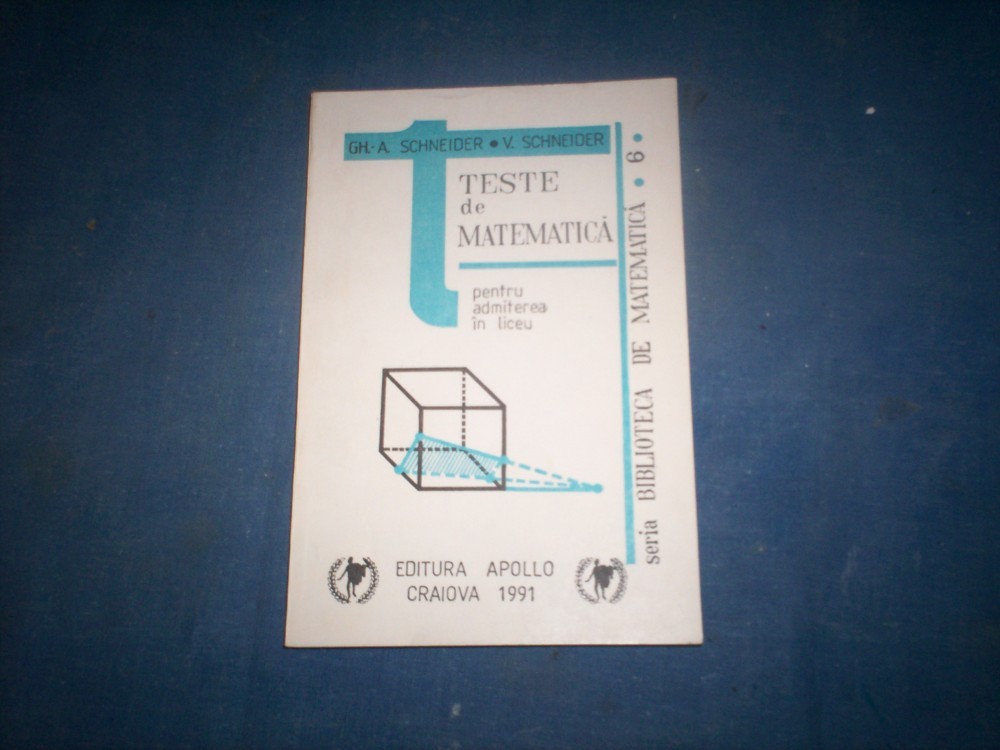 GH.-A. SCHNEIDER • V. SCHNEIDER
TESTE
de
MATEMATICĂ
pentru
admiterea
în liceu
seria BIBLIOTECA DE MATEMATICĂ • 6 •
EDITURA APOLLO
CRAIOVA 1991